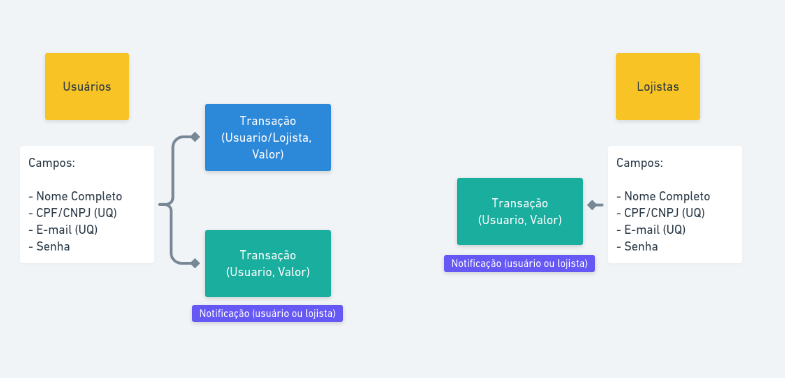 Usuários
Campos:
- Nome Completo
- CPF/CNPJ (UQ)
- E-mail (UQ)
- Senha
Transação
(Usuario/Lojista,
Valor)
Transação
(Usuario, Valor)
Notificação (usuário ou lojista)
Lojistas
Transação
(Usuario, Valor)
Notificação (usuário ou lojista)
Campos:
- Nome Completo
- CPF/CNPJ (UQ)
- E-mail (UQ)
- Senha